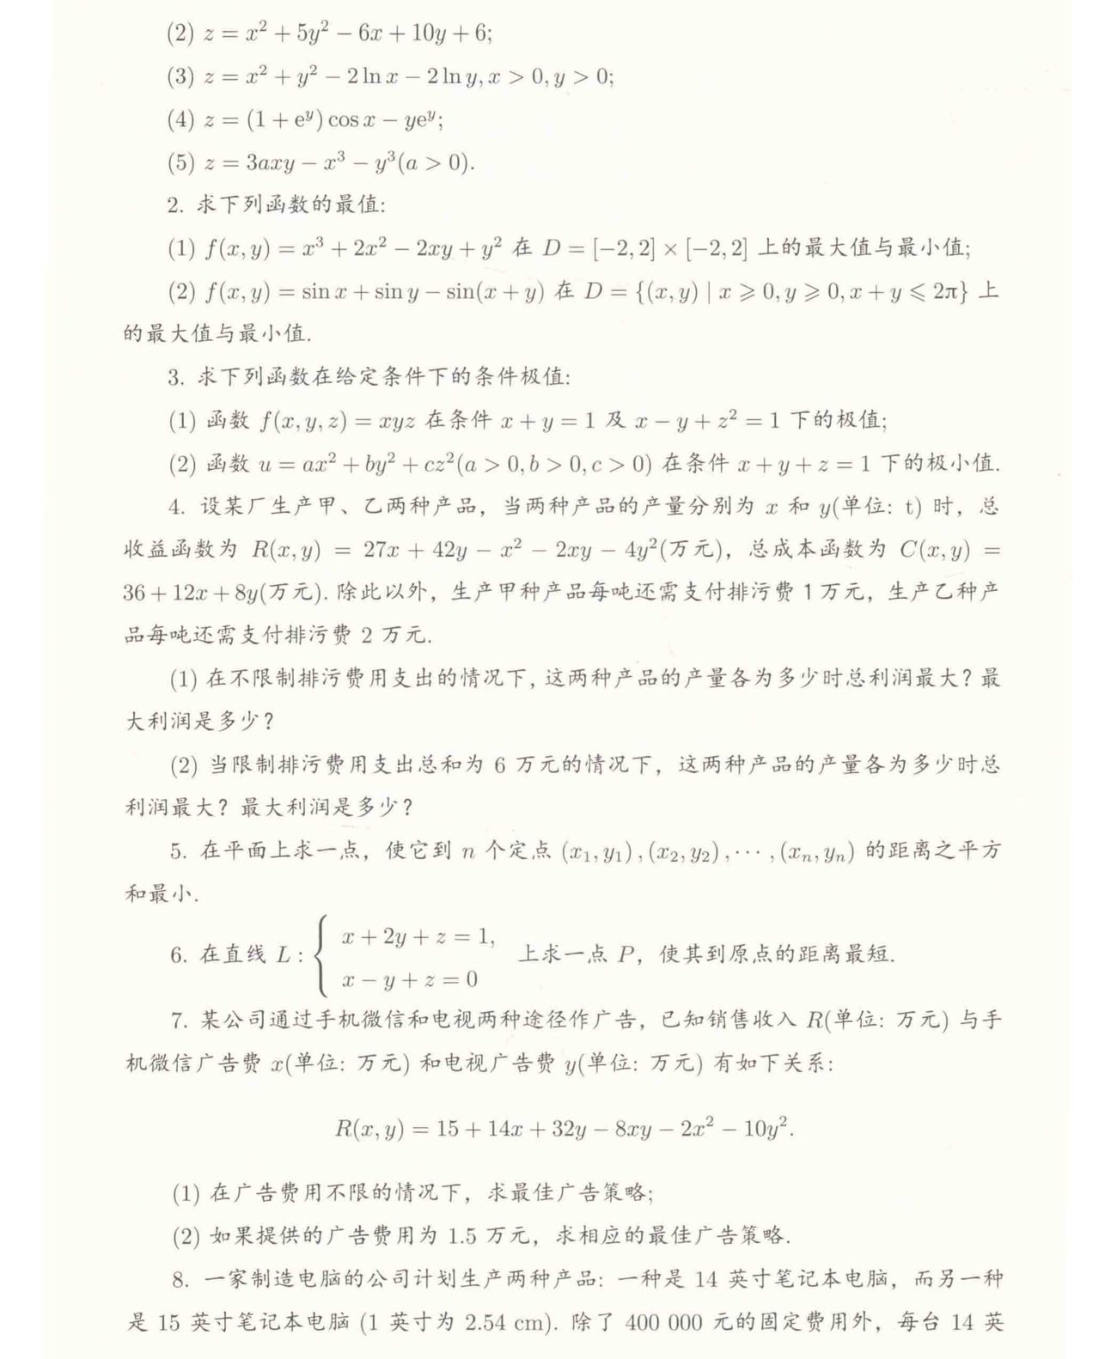 (2) z = x² + 5y² − 6x + 10y + 6;
(3) z = x² + y² − 2 ln x − 2 ln y, x > 0, y > 0;
(4) z = (1 + eʸ) cos x − yeʸ;
(5) z = 3axy − x³ − y³(a > 0).
2. 求下列函数的最值:
(1) f(x, y) = x³ + 2x² − 2xy + y² 在 D = [−2, 2] × [−2, 2] 上的最大值与最小值;
(2) f(x, y) = sin x + sin y − sin(x + y) 在 D = {(x, y) | x ⩾ 0, y ⩾ 0, x + y ⩽ 2π} 上
的最大值与最小值.
3. 求下列函数在给定条件下的条件极值:
(1) 函数 f(x, y, z) = xyz 在条件 x + y = 1 及 x − y + z² = 1 下的极值;
(2) 函数 u = ax² + by² + cz²(a > 0, b > 0, c > 0) 在条件 x + y + z = 1 下的极小值.
4. 设某厂生产甲、乙两种产品, 当两种产品的产量分别为 x 和 y(单位: t) 时, 总
收益函数为 R(x, y) = 27x + 42y − x² − 2xy − 4y²(万元), 总成本函数为 C(x, y) =
36 + 12x + 8y(万元). 除此以外, 生产甲种产品每吨还需支付排污费 1 万元, 生产乙种产
品每吨还需支付排污费 2 万元.
(1) 在不限制排污费用支出的情况下, 这两种产品的产量各为多少时总利润最大? 最
大利润是多少?
(2) 当限制排污费用支出总和为 6 万元的情况下, 这两种产品的产量各为多少时总
利润最大? 最大利润是多少?
5. 在平面上求一点, 使它到 n 个定点 (x₁, y₁), (x₂, y₂), ⋯, (xₙ, yₙ) 的距离之平方
和最小.
6. 在直线 L : { x + 2y + z = 1, x − y + z = 0 上求一点 P, 使其到原点的距离最短.
7. 某公司通过手机微信和电视两种途径作广告, 已知销售收入 R(单位: 万元) 与手
机微信广告费 x(单位: 万元) 和电视广告费 y(单位: 万元) 有如下关系:
R(x, y) = 15 + 14x + 32y − 8xy − 2x² − 10y².
(1) 在广告费用不限的情况下, 求最佳广告策略;
(2) 如果提供的广告费用为 1.5 万元, 求相应的最佳广告策略.
8. 一家制造电脑的公司计划生产两种产品: 一种是 14 英寸笔记本电脑, 而另一种
是 15 英寸笔记本电脑 (1 英寸为 2.54 cm). 除了 400 000 元的固定费用外, 每台 14 英